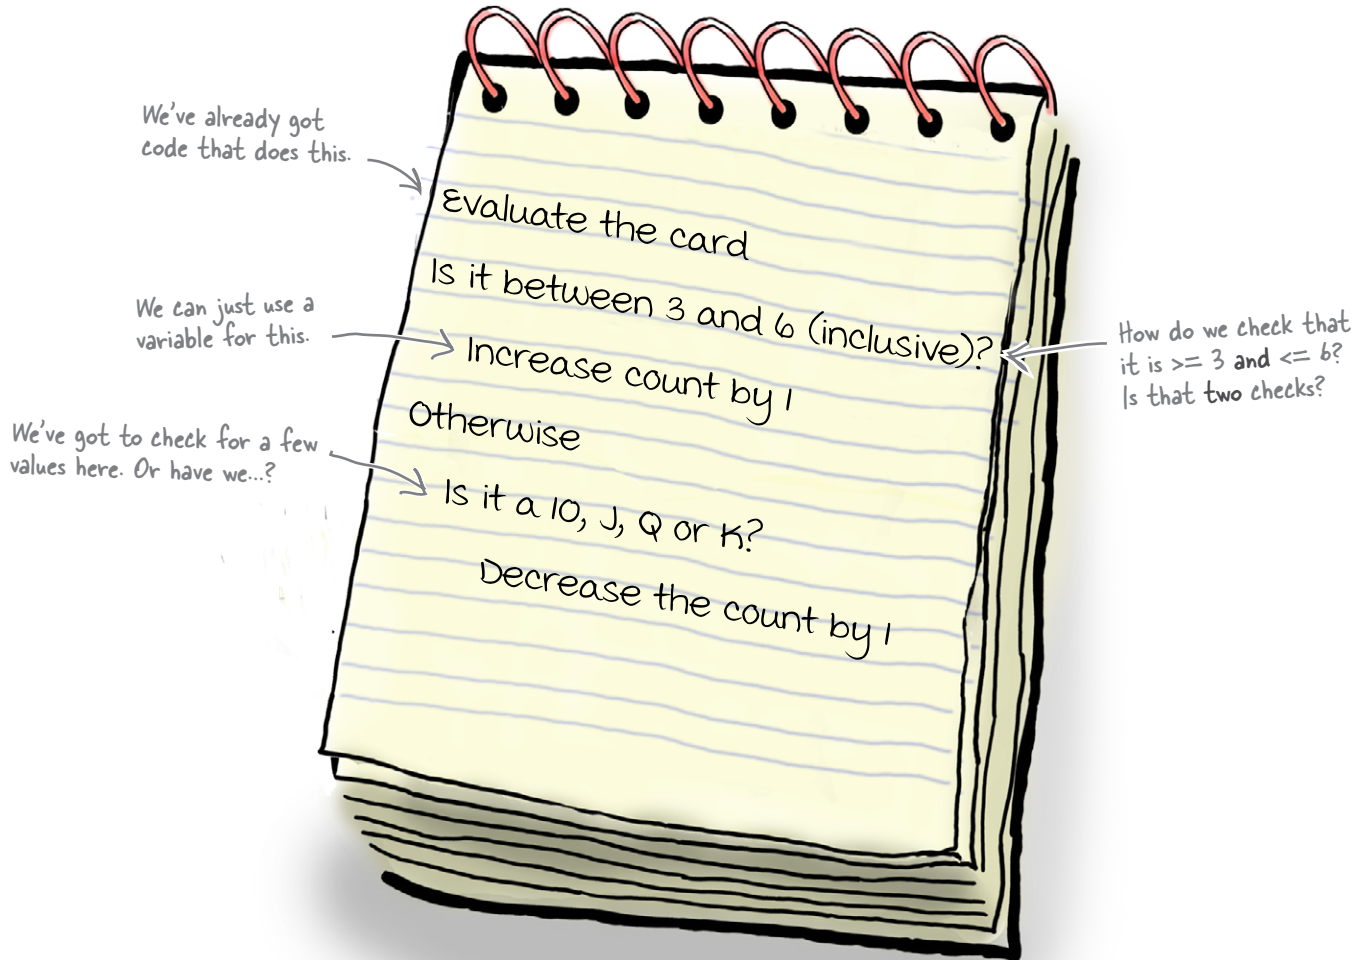 We've already got
code that does this.
Evaluate the card
Is it between 3 and 6 (inclusive)?
How do we check that
it is >= 3 and <= 6?
Is that two checks?
We can just use a
variable for this.
Increase count by 1
Otherwise
We've got to check for a few
values here. Or have we...?
Is it a 10, J, Q or K?
Decrease the count by 1